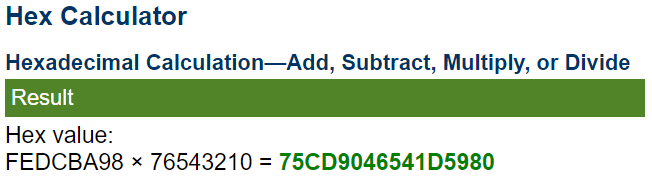 Hex Calculator
Hexadecimal Calculation—Add, Subtract, Multiply, or Divide
Result
Hex value:
FEDCBA98 × 76543210 = 75CD9046541D5980